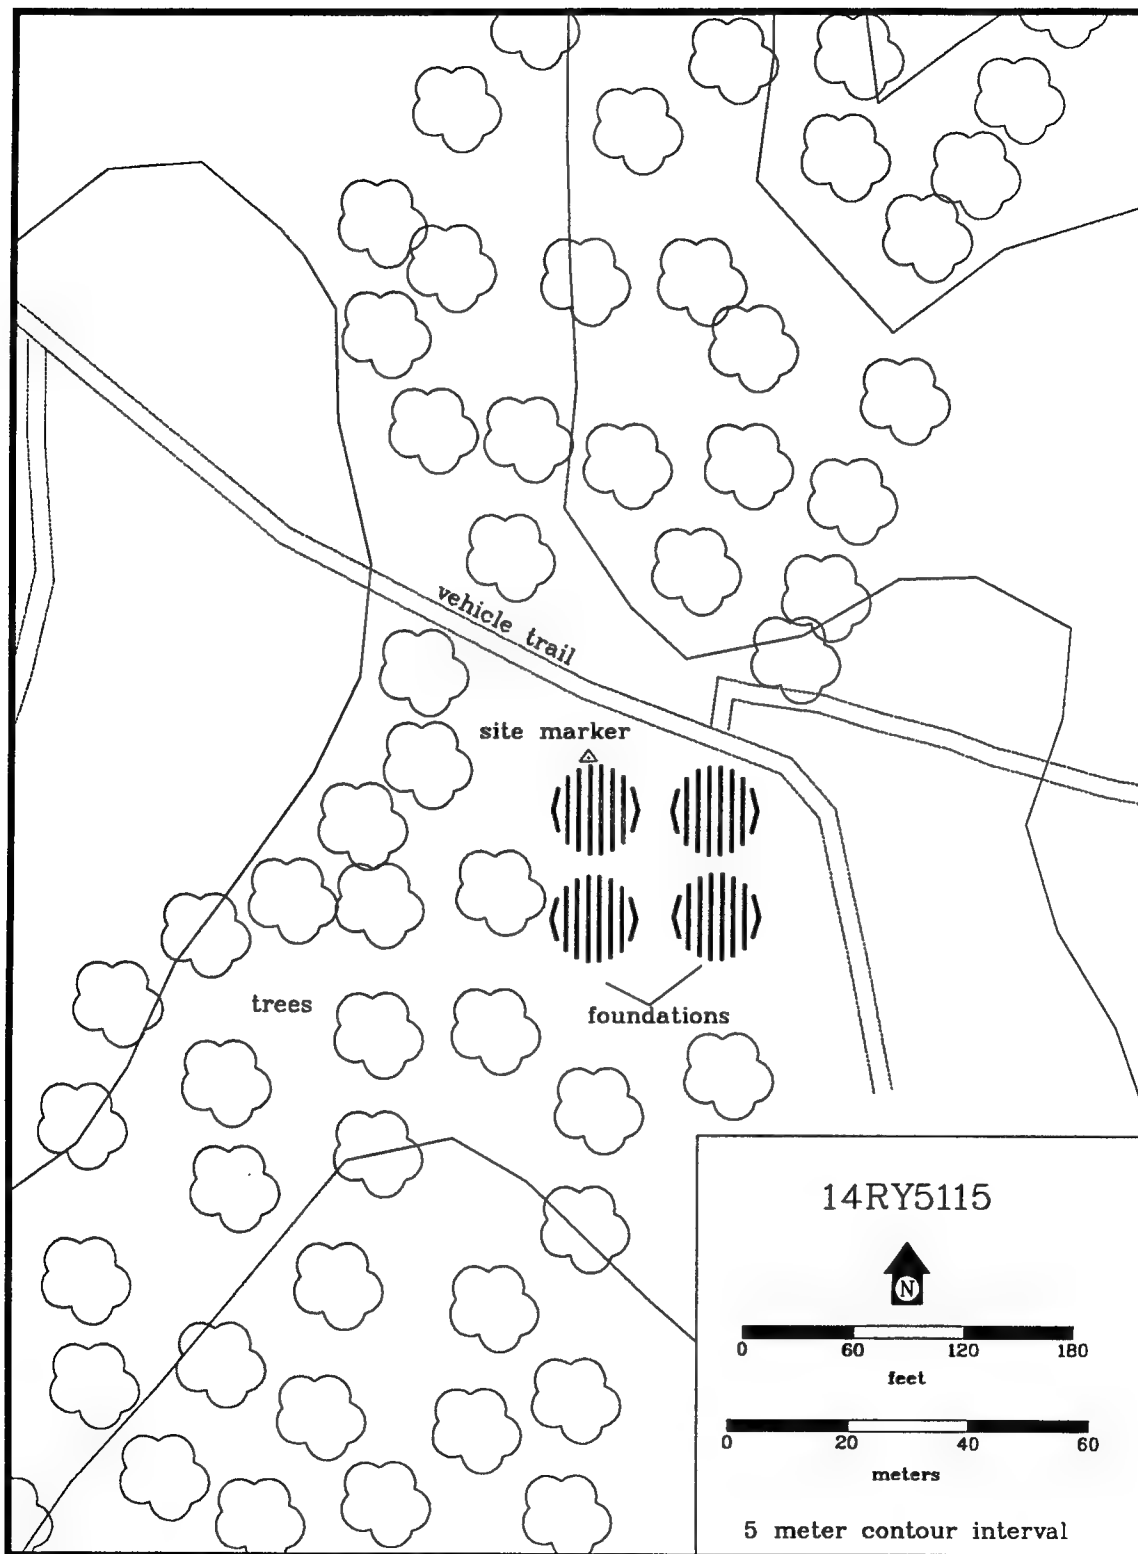 vehicle trail
site marker
trees
foundations
14RY5115
N
0 60 120 180
feet
0 20 40 60
meters
5 meter contour interval